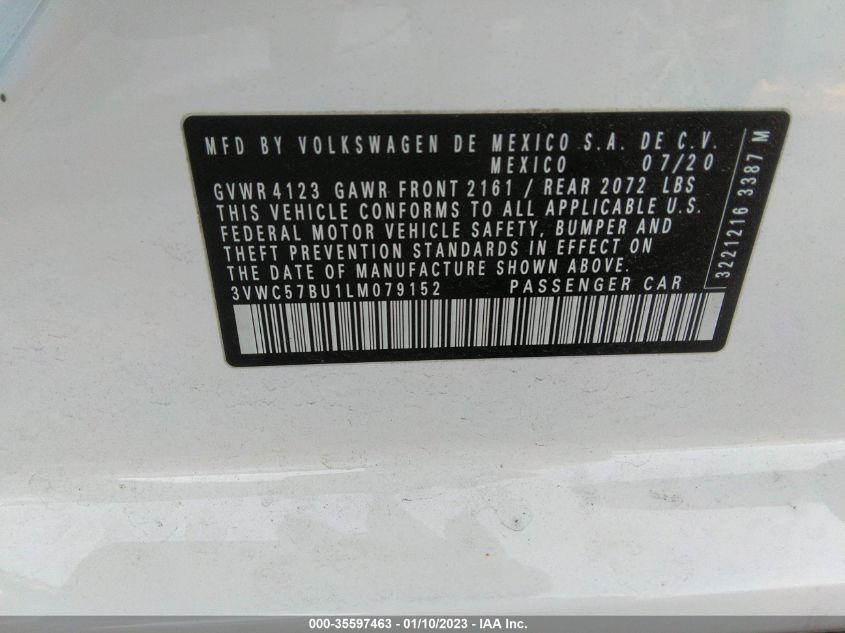 MFD BY VOLKSWAGEN DE MEXICO S.A. DE C.V.
MEXICO 07/20
GVWR 4123 GAWR FRONT 2161 / REAR 2072 LBS
THIS VEHICLE CONFORMS TO ALL APPLICABLE U.S.
FEDERAL MOTOR VEHICLE SAFETY, BUMPER AND
THEFT PREVENTION STANDARDS IN EFFECT ON
THE DATE OF MANUFACTURE SHOWN ABOVE.
3VWC57BU1LM079152 PASSENGER CAR
3221216 3387 M
000-35597463 - 01/10/2023 - IAA Inc.